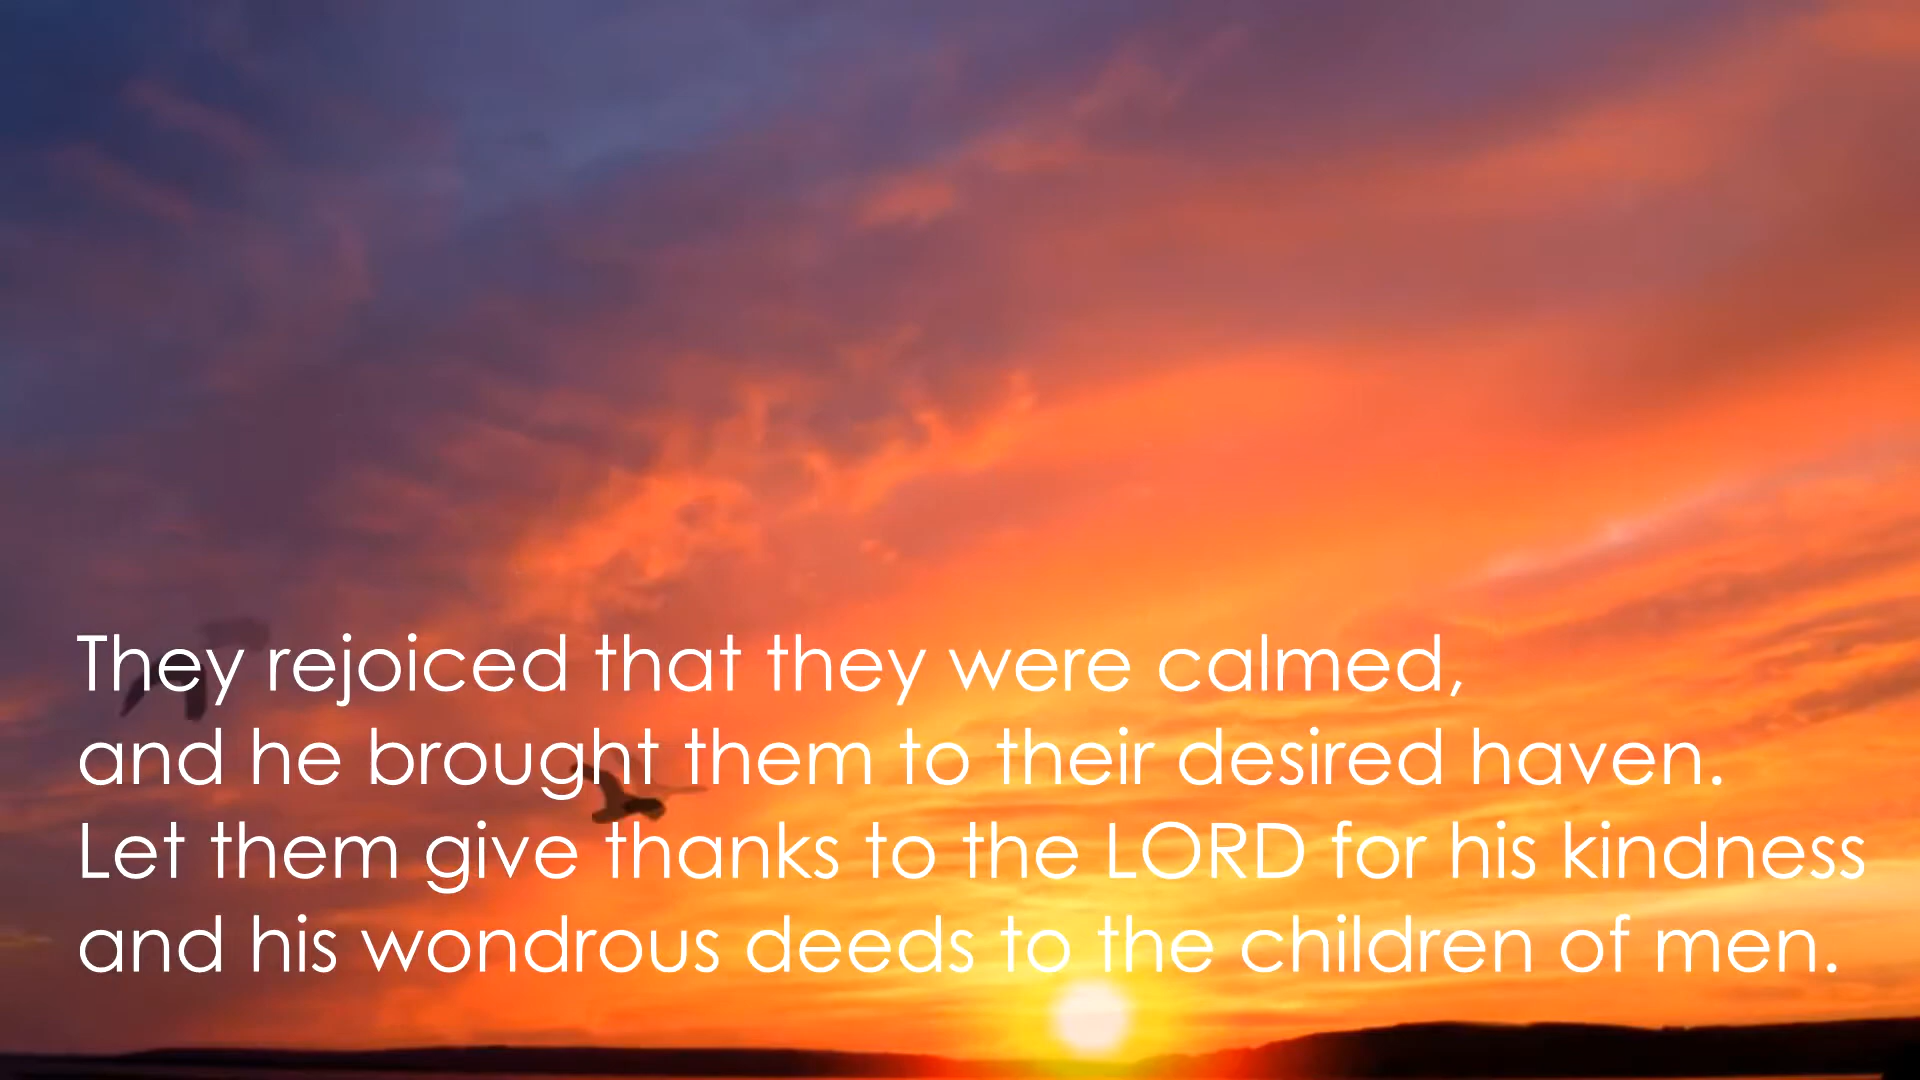 They rejoiced that they were calmed,
and he brought them to their desired haven.
Let them give thanks to the LORD for his kindness
and his wondrous deeds to the children of men.